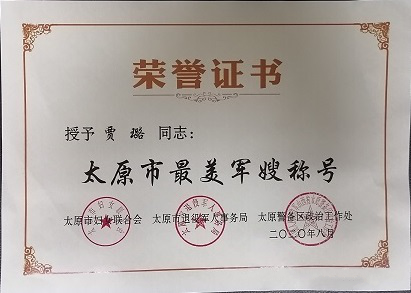 荣誉证书
授予 贾璐 同志：
太原市最美军嫂称号
太原市妇女联合会 太原市退役军人事务局 太原警备区政治工作处
二〇二〇年八月